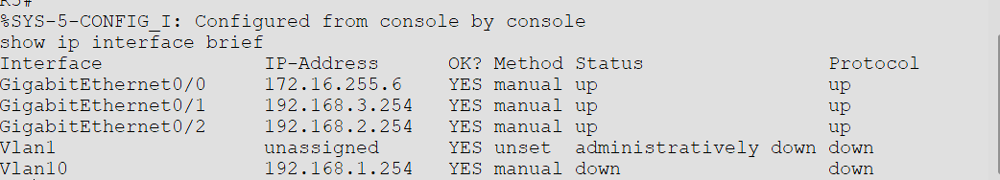 R3#
%SYS-5-CONFIG_I: Configured from console by console
show ip interface brief
Interface              IP-Address      OK? Method Status                Protocol
GigabitEthernet0/0     172.16.255.6    YES manual up                    up
GigabitEthernet0/1     192.168.3.254   YES manual up                    up
GigabitEthernet0/2     192.168.2.254   YES manual up                    up
Vlan1                  unassigned      YES unset  administratively down down
Vlan10                 192.168.1.254   YES manual down                  down